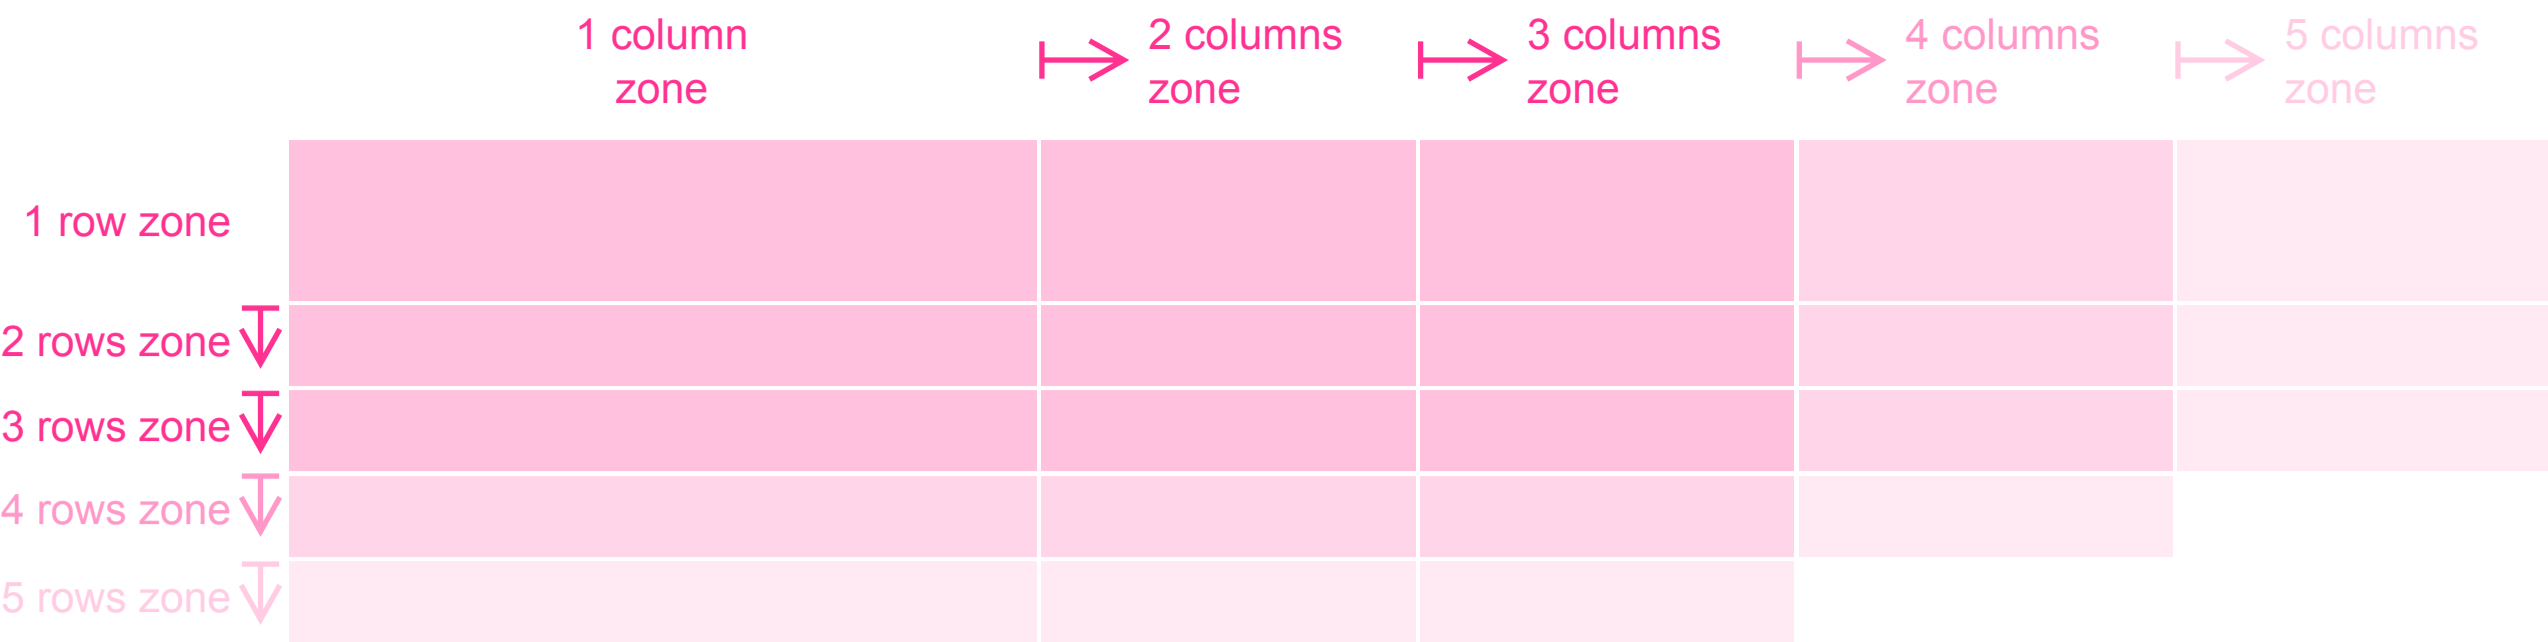 1 column
zone
2 columns
zone
3 columns
zone
4 columns
zone
5 columns
zone
1 row zone
2 rows zone
3 rows zone
4 rows zone
5 rows zone